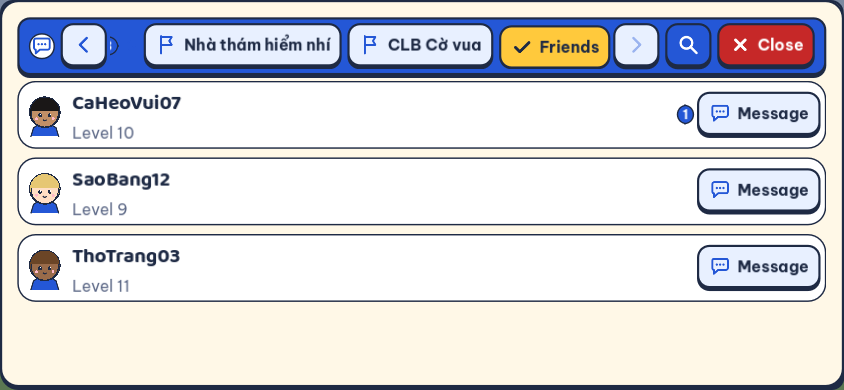 Nhà thám hiểm nhí
CLB Cờ vua
Friends
Close
CaHeoVui07
Level 10
1
Message
SaoBang12
Level 9
Message
ThoTrang03
Level 11
Message